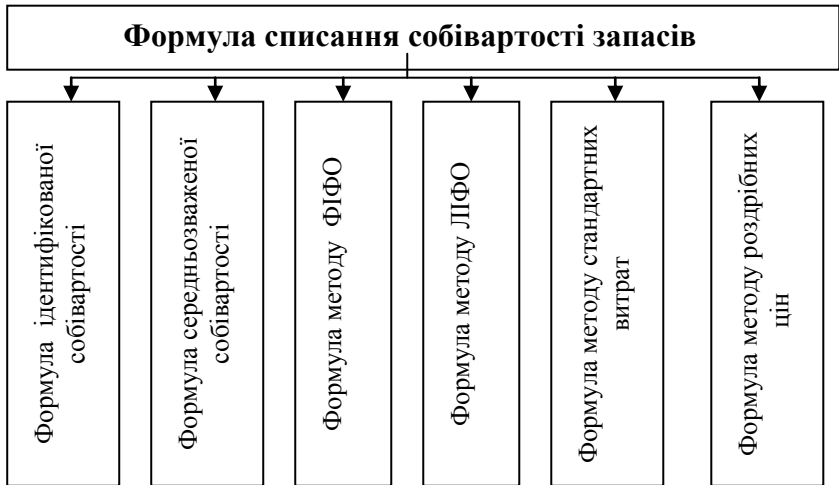 Формула списання собівартості запасів
Формула ідентифікованої
собівартості
Формула середньозваженої
собівартості
Формула методу ФІФО
Формула методу ЛІФО
Формула методу стандартних
витрат
Формула методу роздрібних
цін